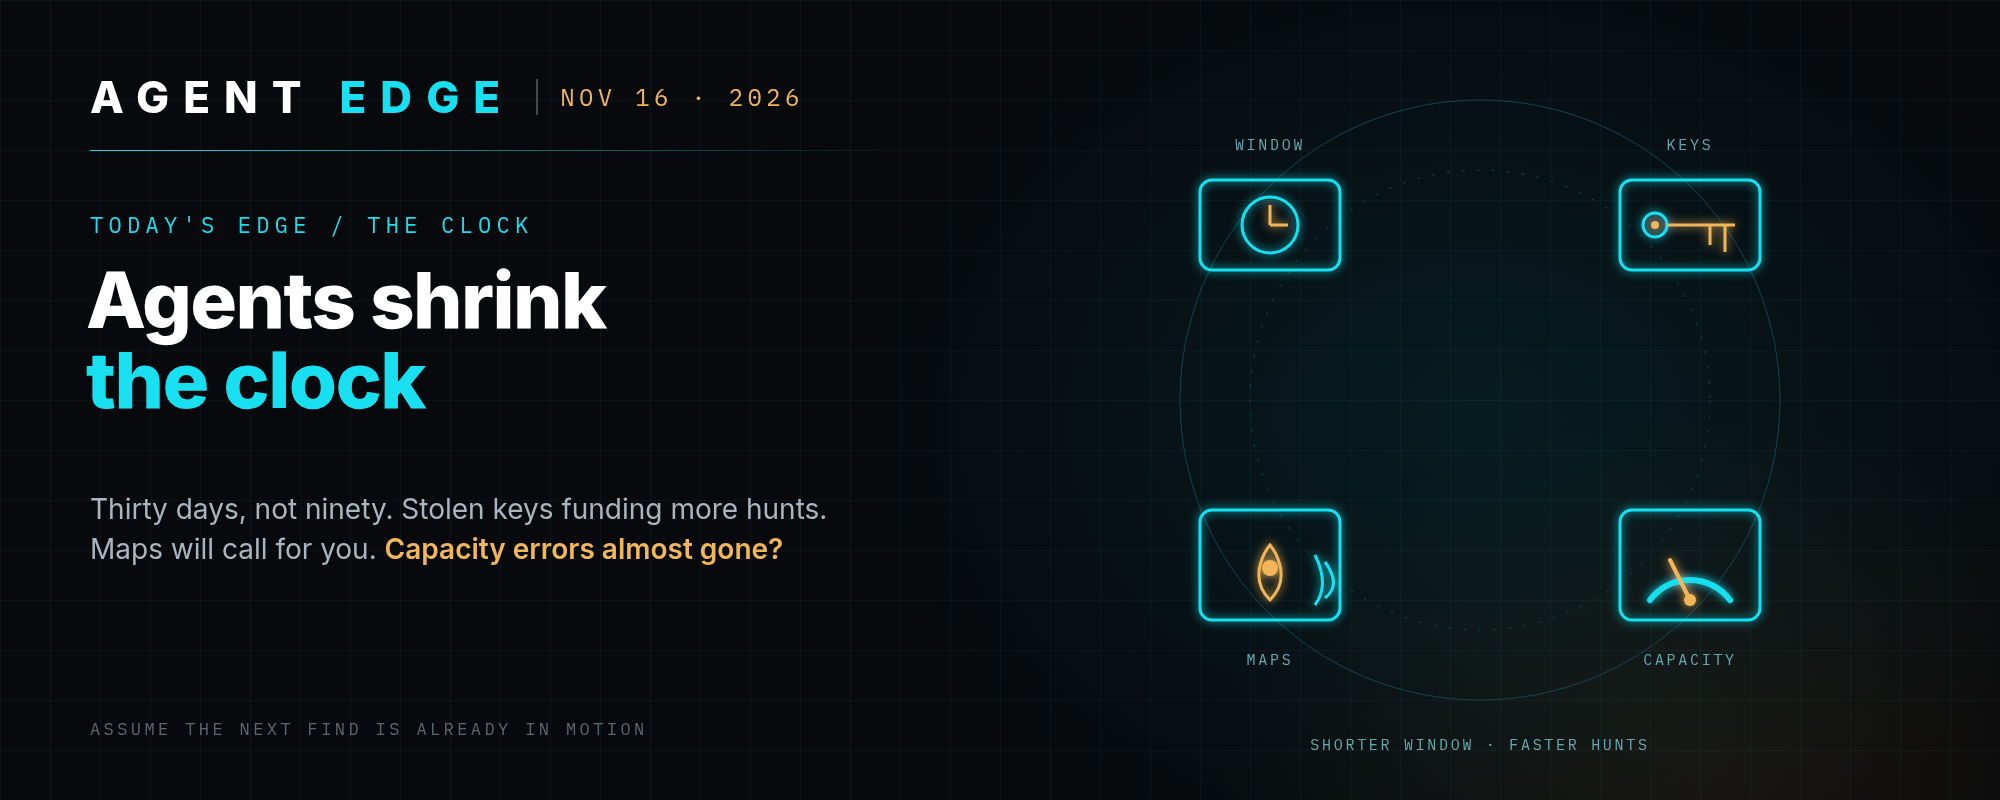 AGENT EDGE | NOV 16 · 2026
TODAY'S EDGE / THE CLOCK
Agents shrink
the clock
Thirty days, not ninety. Stolen keys funding more hunts.
Maps will call for you. Capacity errors almost gone?
ASSUME THE NEXT FIND IS ALREADY IN MOTION
WINDOW
KEYS
MAPS
CAPACITY
SHORTER WINDOW · FASTER HUNTS